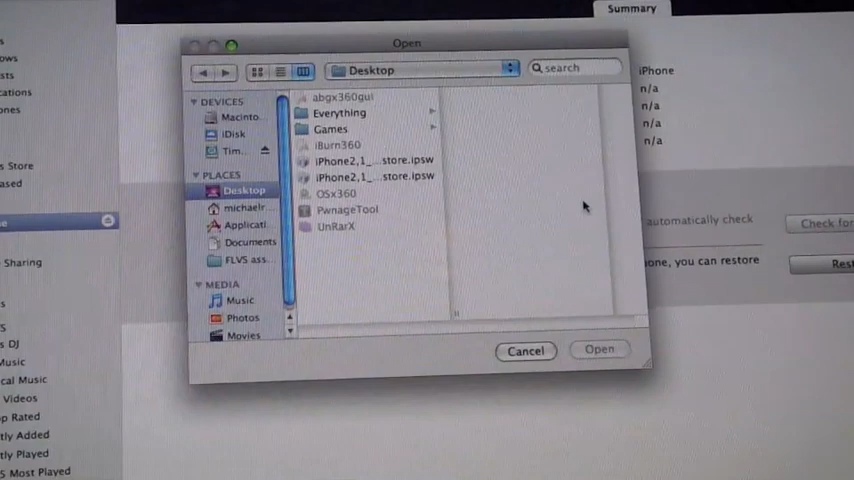 Summary
Open
Desktop
search
DEVICES
Macinto...
iDisk
Tim...
PLACES
Desktop
michaelr...
Applicati...
Documents
FLVS ass...
MEDIA
Music
Photos
Movies
abgx360gui
Everything
Games
iBurn360
iPhone2,1_...store.ipsw
iPhone2,1_...store.ipsw
OSx360
PwnageTool
UnRarX
Cancel
Open
iPhone
n/a
n/a
n/a
n/a
automatically check
Check for
one, you can restore
Rest
Store
ased
Sharing
DJ
Music
cal Music
Videos
p Rated
tly Added
tly Played
5 Most Played